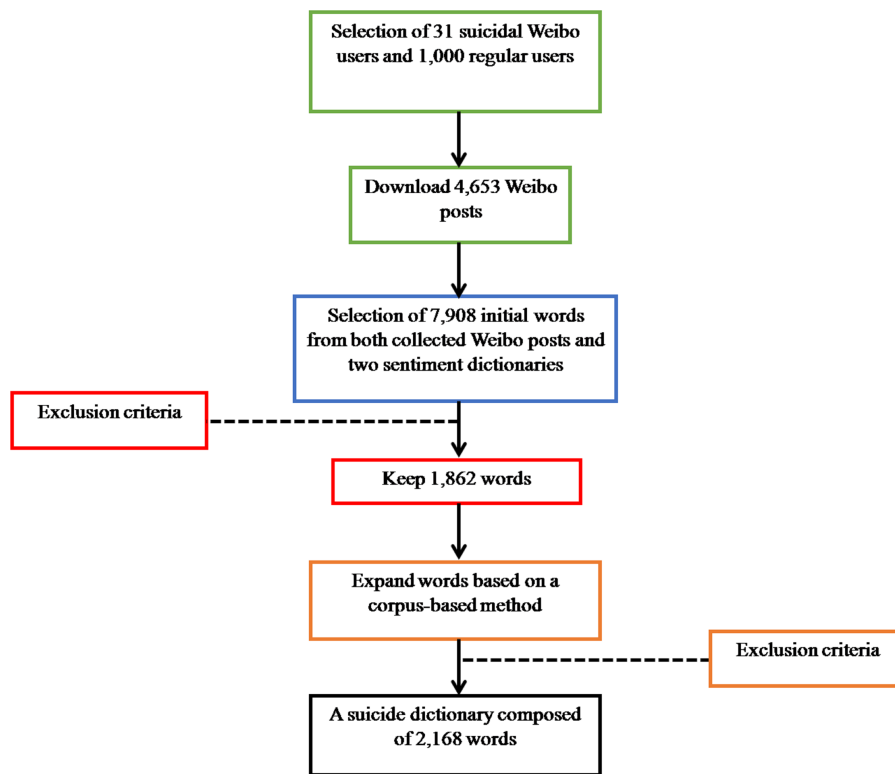 Selection of 31 suicidal Weibo
users and 1,000 regular users
Download 4,653 Weibo
posts
Selection of 7,908 initial words
from both collected Weibo posts and
two sentiment dictionaries
Exclusion criteria
Keep 1,862 words
Expand words based on a
corpus-based method
Exclusion criteria
A suicide dictionary composed
of 2,168 words